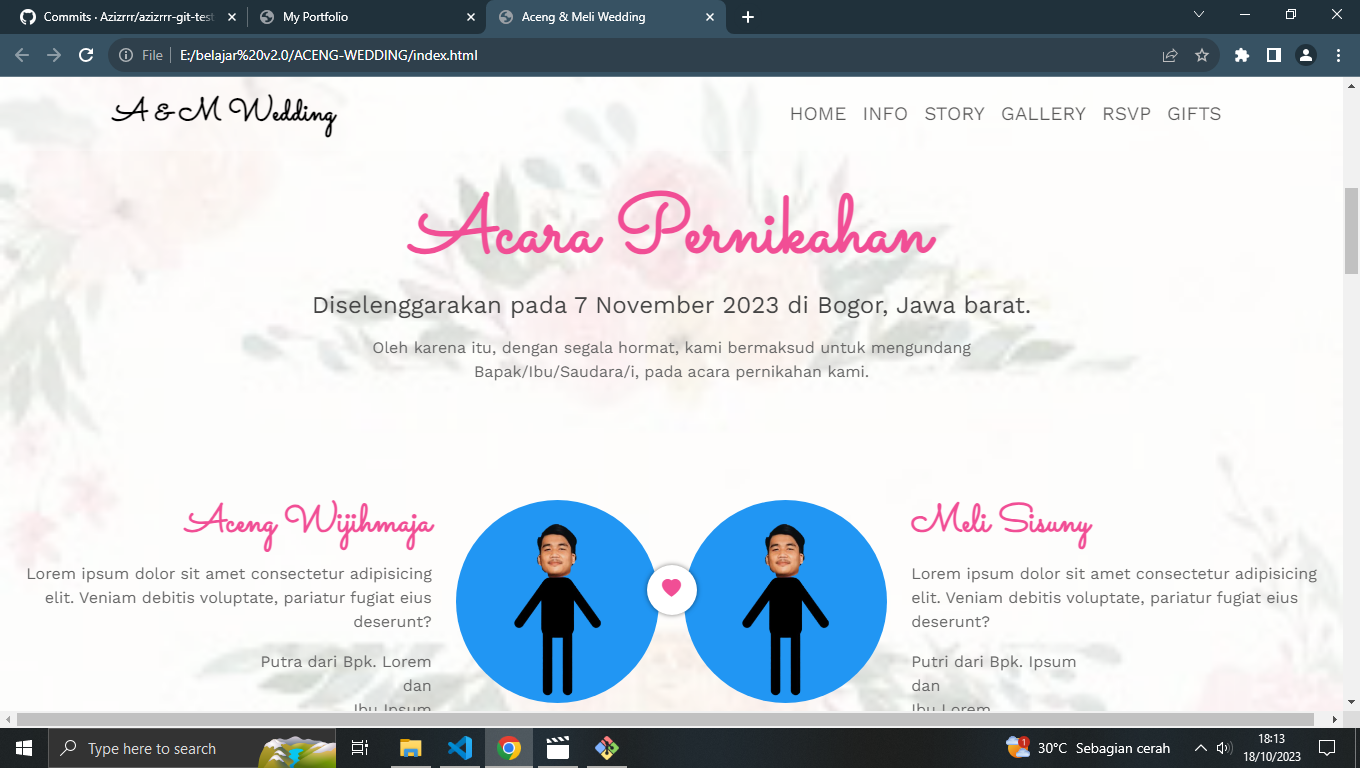 Commits · Azizrrr/azizrrr-git-test
My Portfolio
Aceng & Meli Wedding
File
E:/belajar%20v2.0/ACENG-WEDDING/index.html
A & M Wedding
HOME INFO STORY GALLERY RSVP GIFTS
Acara Pernikahan
Diselenggarakan pada 7 November 2023 di Bogor, Jawa barat.
Oleh karena itu, dengan segala hormat, kami bermaksud untuk mengundang
Bapak/Ibu/Saudara/i, pada acara pernikahan kami.
Aceng Wijihmaja
Lorem ipsum dolor sit amet consectetur adipisicing
elit. Veniam debitis voluptate, pariatur fugiat eius
deserunt?
Putra dari Bpk. Lorem
dan
Ibu Ipsum
Meli Sisuny
Lorem ipsum dolor sit amet consectetur adipisicing
elit. Veniam debitis voluptate, pariatur fugiat eius
deserunt?
Putri dari Bpk. Ipsum
dan
Ibu Lorem
Type here to search
1
30°C Sebagian cerah
18:13
18/10/2023